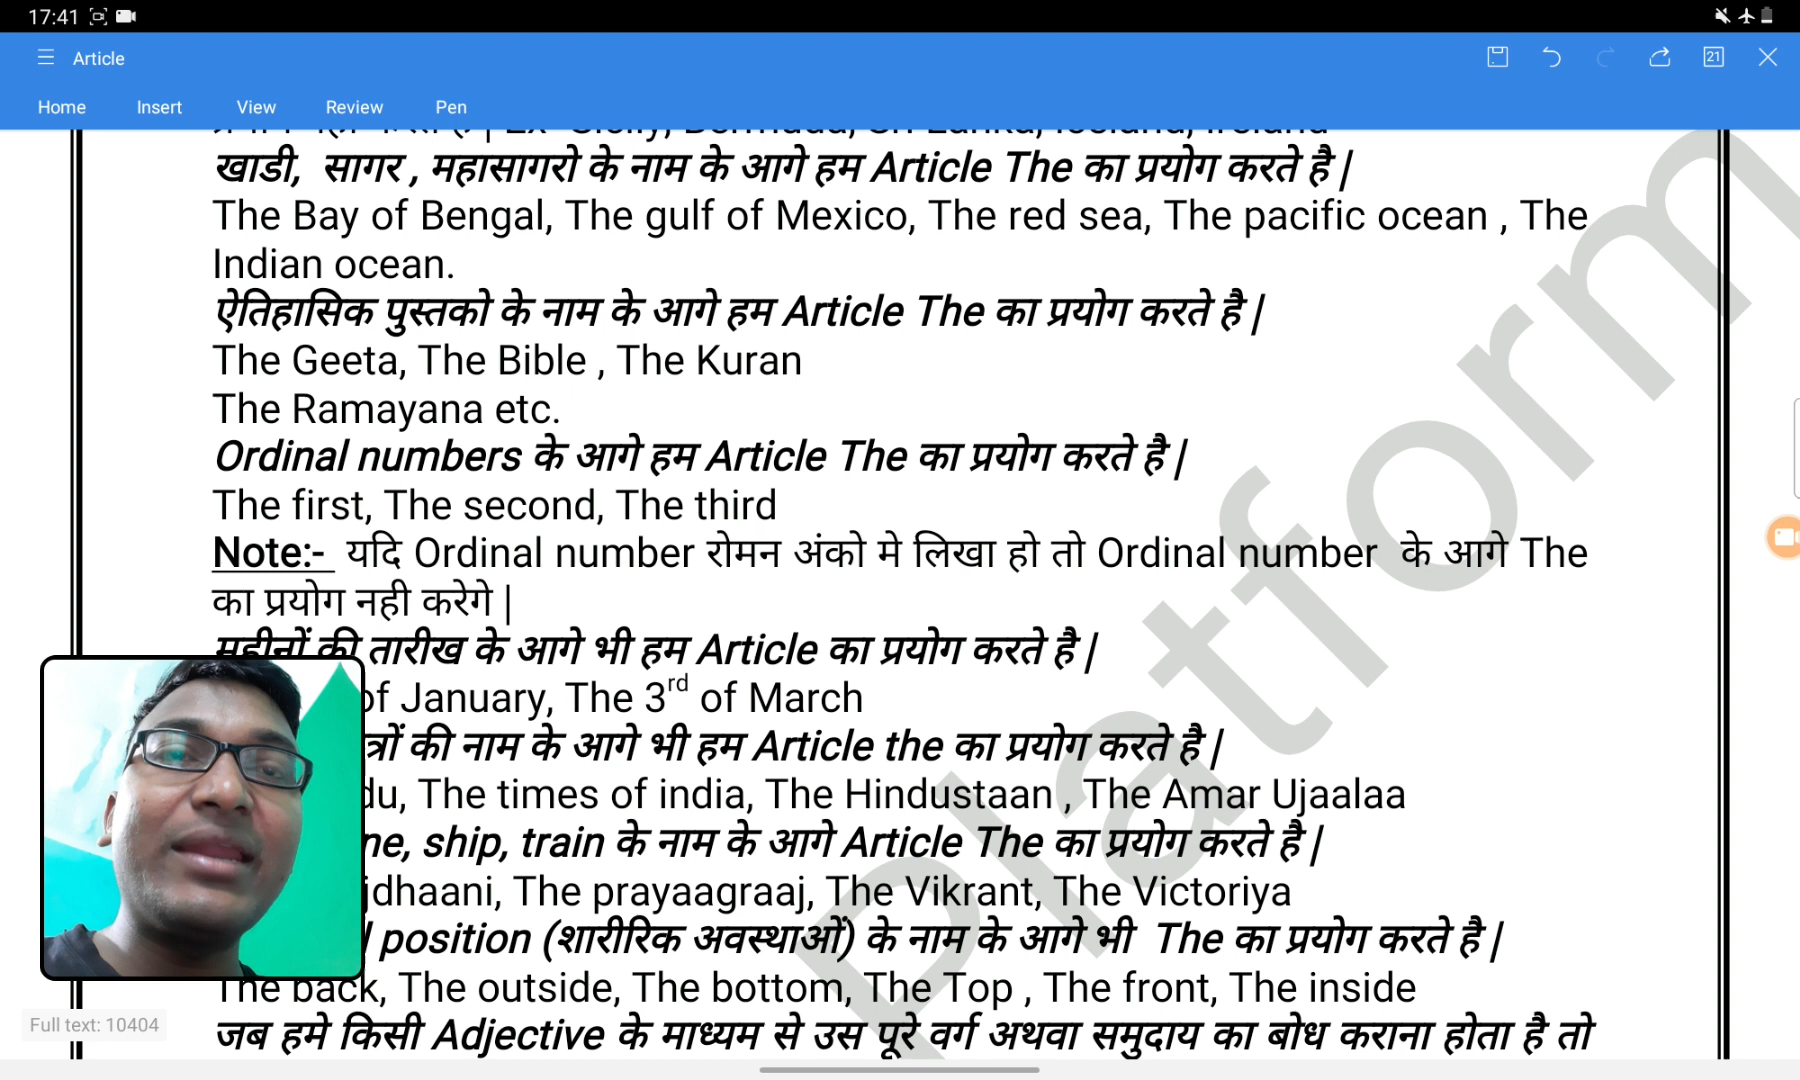 17:41
Article
21
Home Insert View Review Pen
खाडी, सागर , महासागरो के नाम के आगे हम Article The का प्रयोग करते है |
The Bay of Bengal, The gulf of Mexico, The red sea, The pacific ocean , The
Indian ocean.
ऐतिहासिक पुस्तको के नाम के आगे हम Article The का प्रयोग करते है |
The Geeta, The Bible , The Kuran
The Ramayana etc.
Ordinal numbers के आगे हम Article The का प्रयोग करते है |
The first, The second, The third
Note:- यदि Ordinal number रोमन अंको मे लिखा हो तो Ordinal number के आगे The
का प्रयोग नही करेगे |
महीनों की तारीख के आगे भी हम Article का प्रयोग करते है |
of January, The 3rd of March
की नाम के आगे भी हम Article the का प्रयोग करते है |
The times of india, The Hindustaan , The Amar Ujaalaa
ship, train के नाम के आगे Article The का प्रयोग करते है |
The prayaagraaj, The Vikrant, The Victoriya
position (शारीरिक अवस्थाओं) के नाम के आगे भी The का प्रयोग करते है |
The back, The outside, The bottom, The Top , The front, The inside
Full text: 10404
जब हमे किसी Adjective के माध्यम से उस पूरे वर्ग अथवा समुदाय का बोध कराना होता है तो
Platform